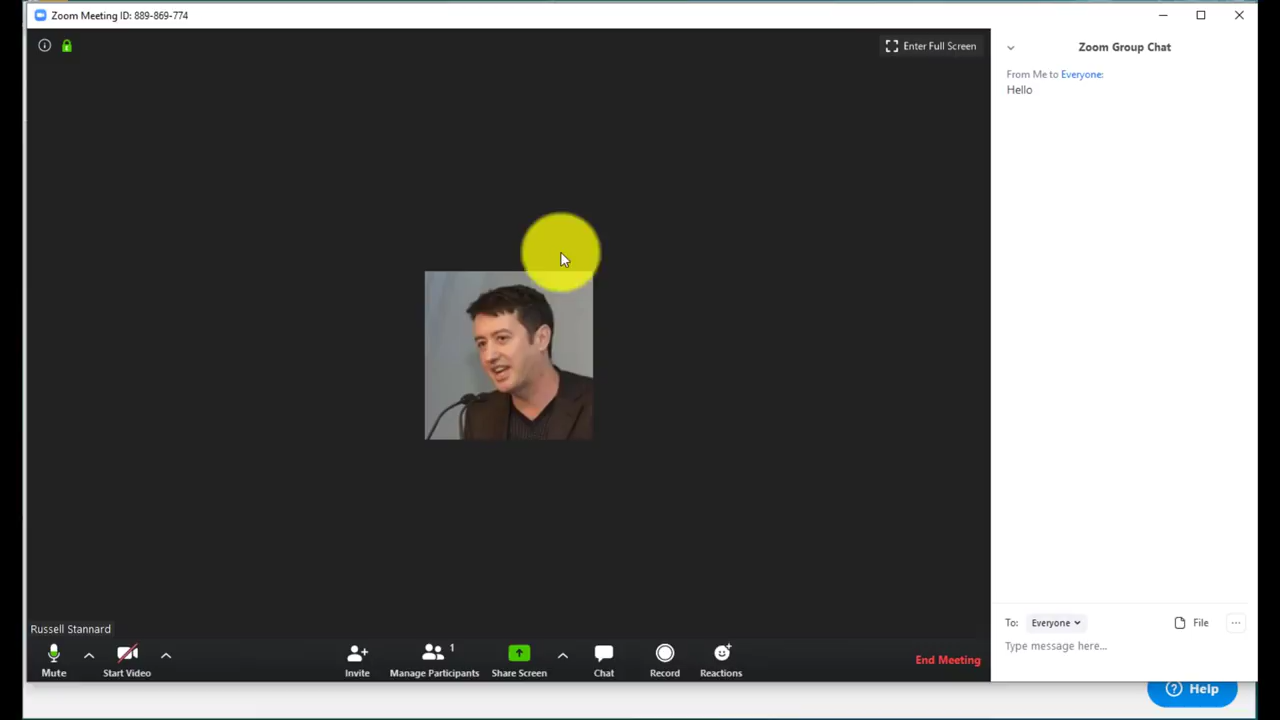 Zoom Meeting ID: 889-869-774
Enter Full Screen
Zoom Group Chat
From Me to Everyone:
Hello
Russell Stannard
To: Everyone File ...
Type message here...
Mute Start Video Invite Manage Participants 1 Share Screen Chat Record Reactions End Meeting
Help